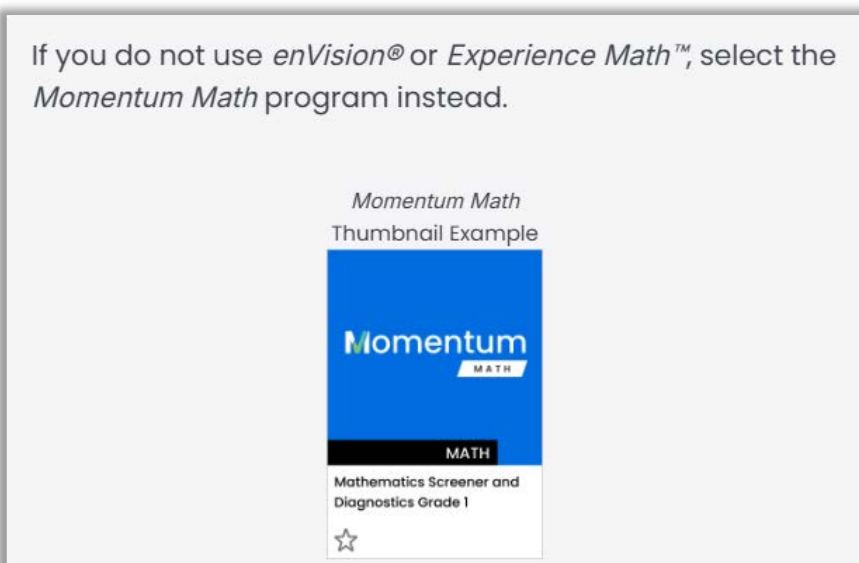 If you do not use enVision® or Experience Math™, select the
Momentum Math program instead.
Momentum Math
Thumbnail Example
Momentum
MATH
MATH
Mathematics Screener and
Diagnostics Grade 1